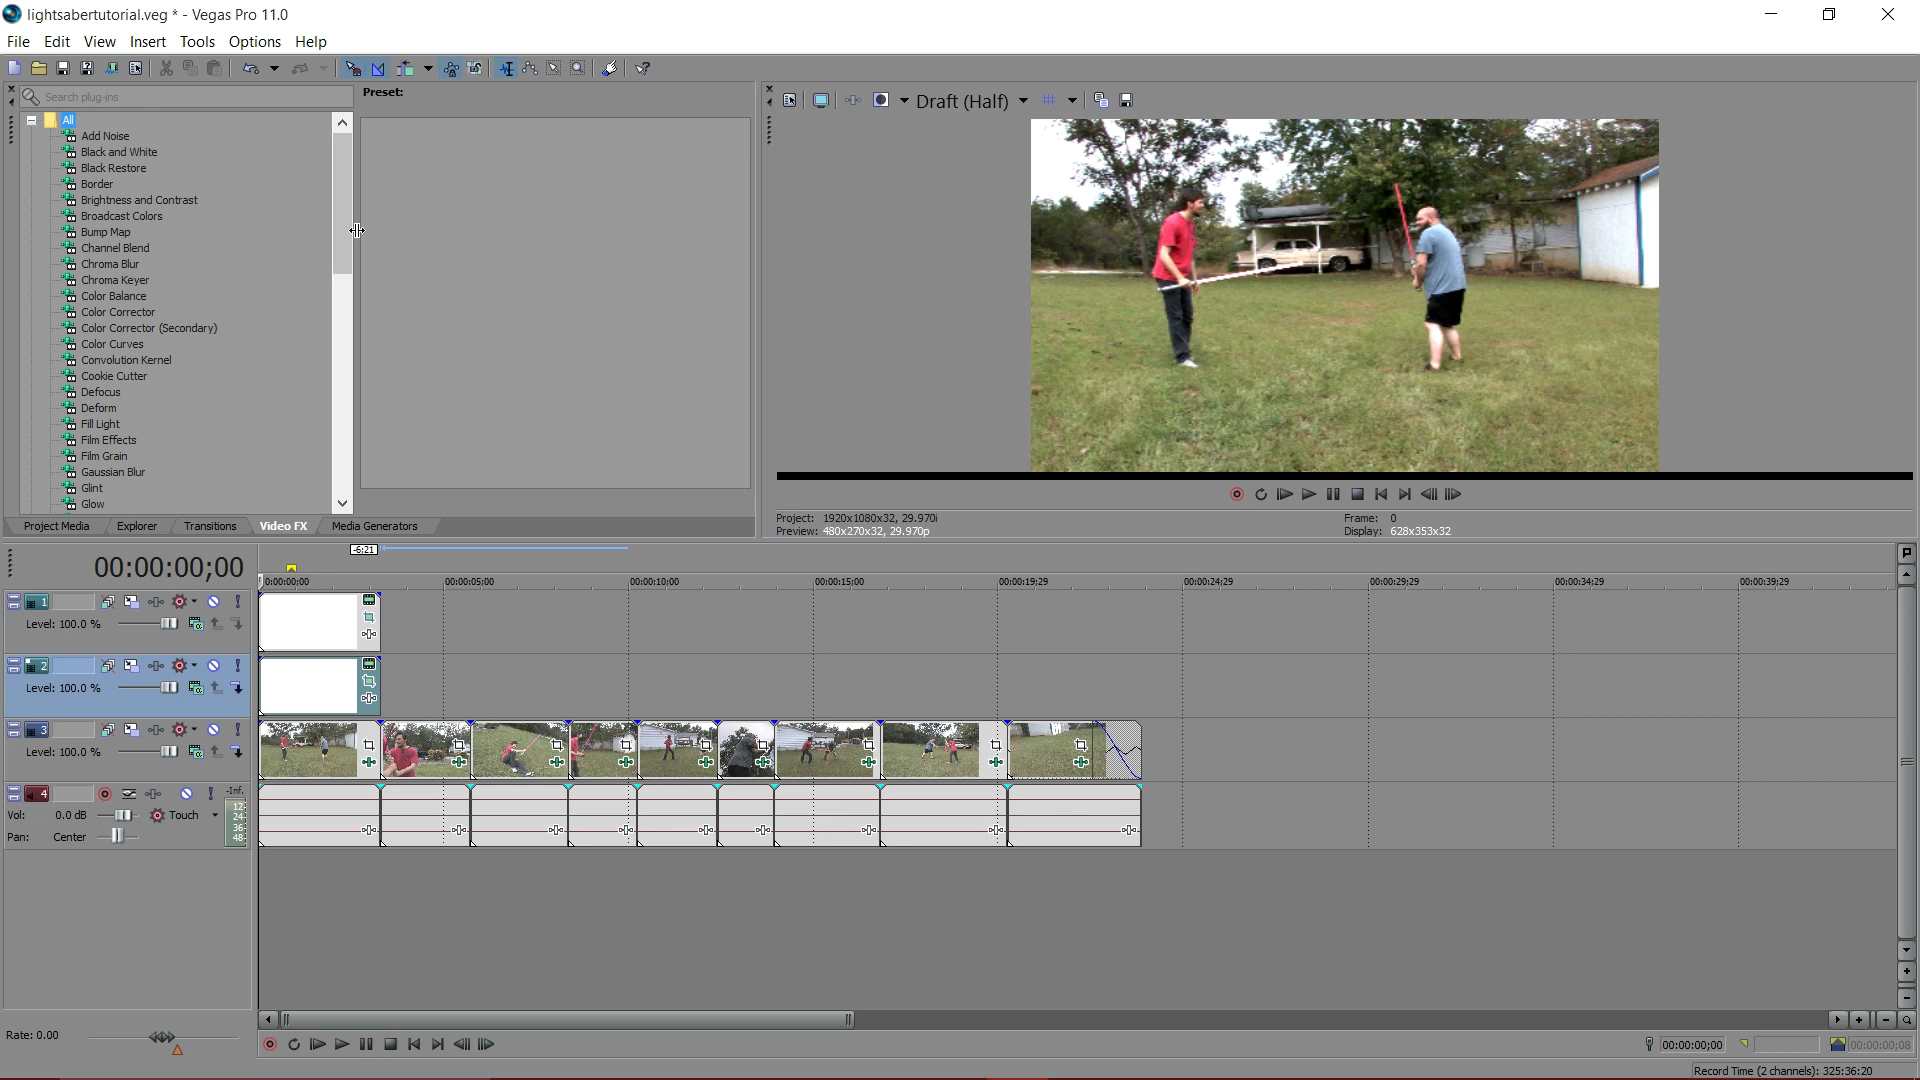 lightsabertutorial.veg * - Vegas Pro 11.0
File Edit View Insert Tools Options Help
Search plug-ins
Preset:
Draft (Half)
All
Add Noise
Black and White
Black Restore
Border
Brightness and Contrast
Broadcast Colors
Bump Map
Channel Blend
Chroma Blur
Chroma Keyer
Color Balance
Color Corrector
Color Corrector (Secondary)
Color Curves
Convolution Kernel
Cookie Cutter
Defocus
Deform
Fill Light
Film Effects
Film Grain
Gaussian Blur
Glint
Glow
Project Media Explorer Transitions Video FX Media Generators
Project: 1920x1080x32, 29.970i
Preview: 480x270x32, 29.970p
Frame: 0
Display: 628x353x32
00:00:00;00
-6:21
0:00:00;00 00:00:05;00 00:00:10;00 00:00:15;00 00:00:19;29 00:00:24;29 00:00:29;29 00:00:34;29 00:00:39;29
1
Level: 100.0 %
2
Level: 100.0 %
3
Level: 100.0 %
4
-Inf.
Vol: 0.0 dB Touch
Pan: Center
12
24
36
48
Rate: 0.00
00:00:00;00
00:00:00;08
Record Time (2 channels): 325:36:20